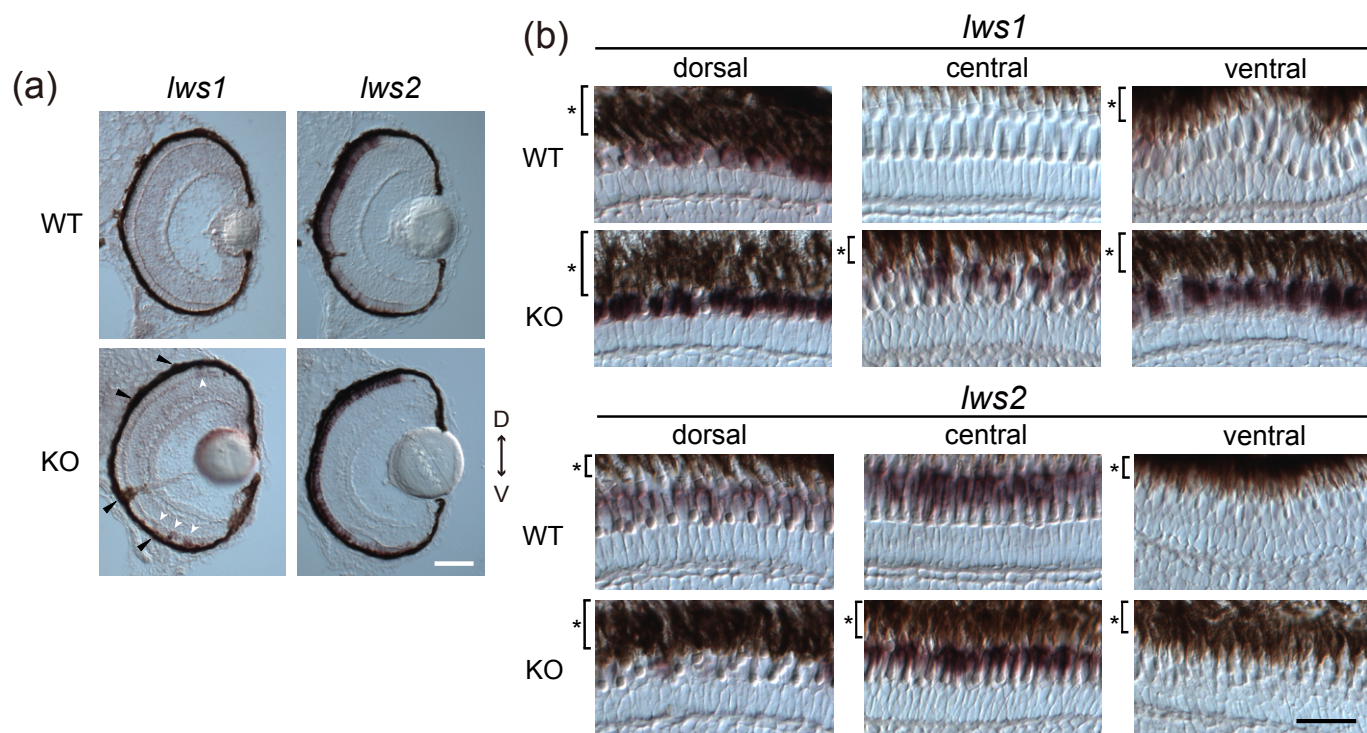 (a)
lws1 lws2
WT
KO
D
V
(b)
lws1
dorsal central ventral
* *
WT
* * *
KO
lws2
dorsal central ventral
* *
WT
* * *
KO